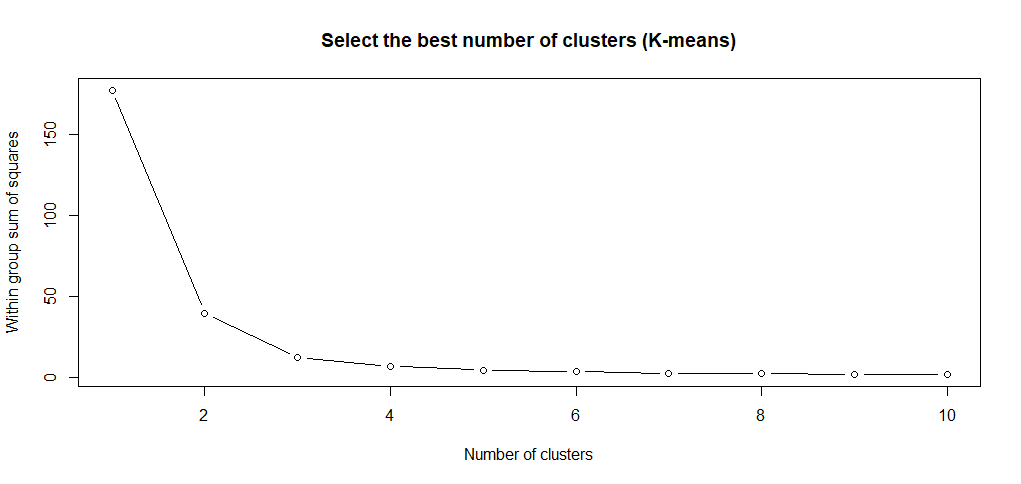 Select the best number of clusters (K-means)
Within group sum of squares
150
100
50
0
2 4 6 8 10
Number of clusters